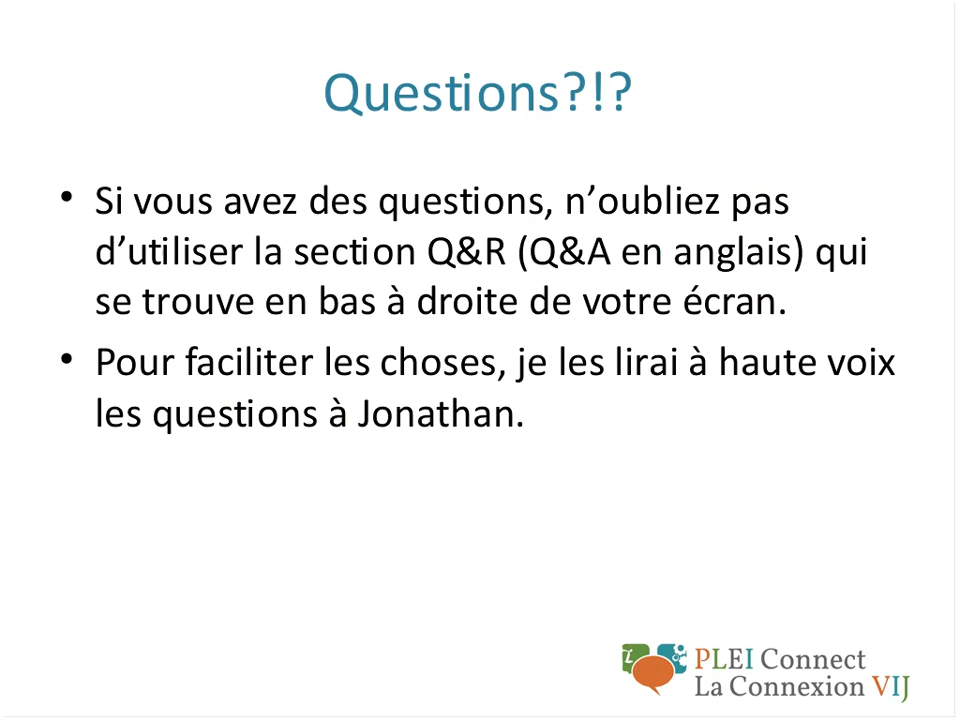 Questions?!?
• Si vous avez des questions, n’oubliez pas
d’utiliser la section Q&R (Q&A en anglais) qui
se trouve en bas à droite de votre écran.
• Pour faciliter les choses, je les lirai à haute voix
les questions à Jonathan.
PLEI Connect
La Connexion VIJ